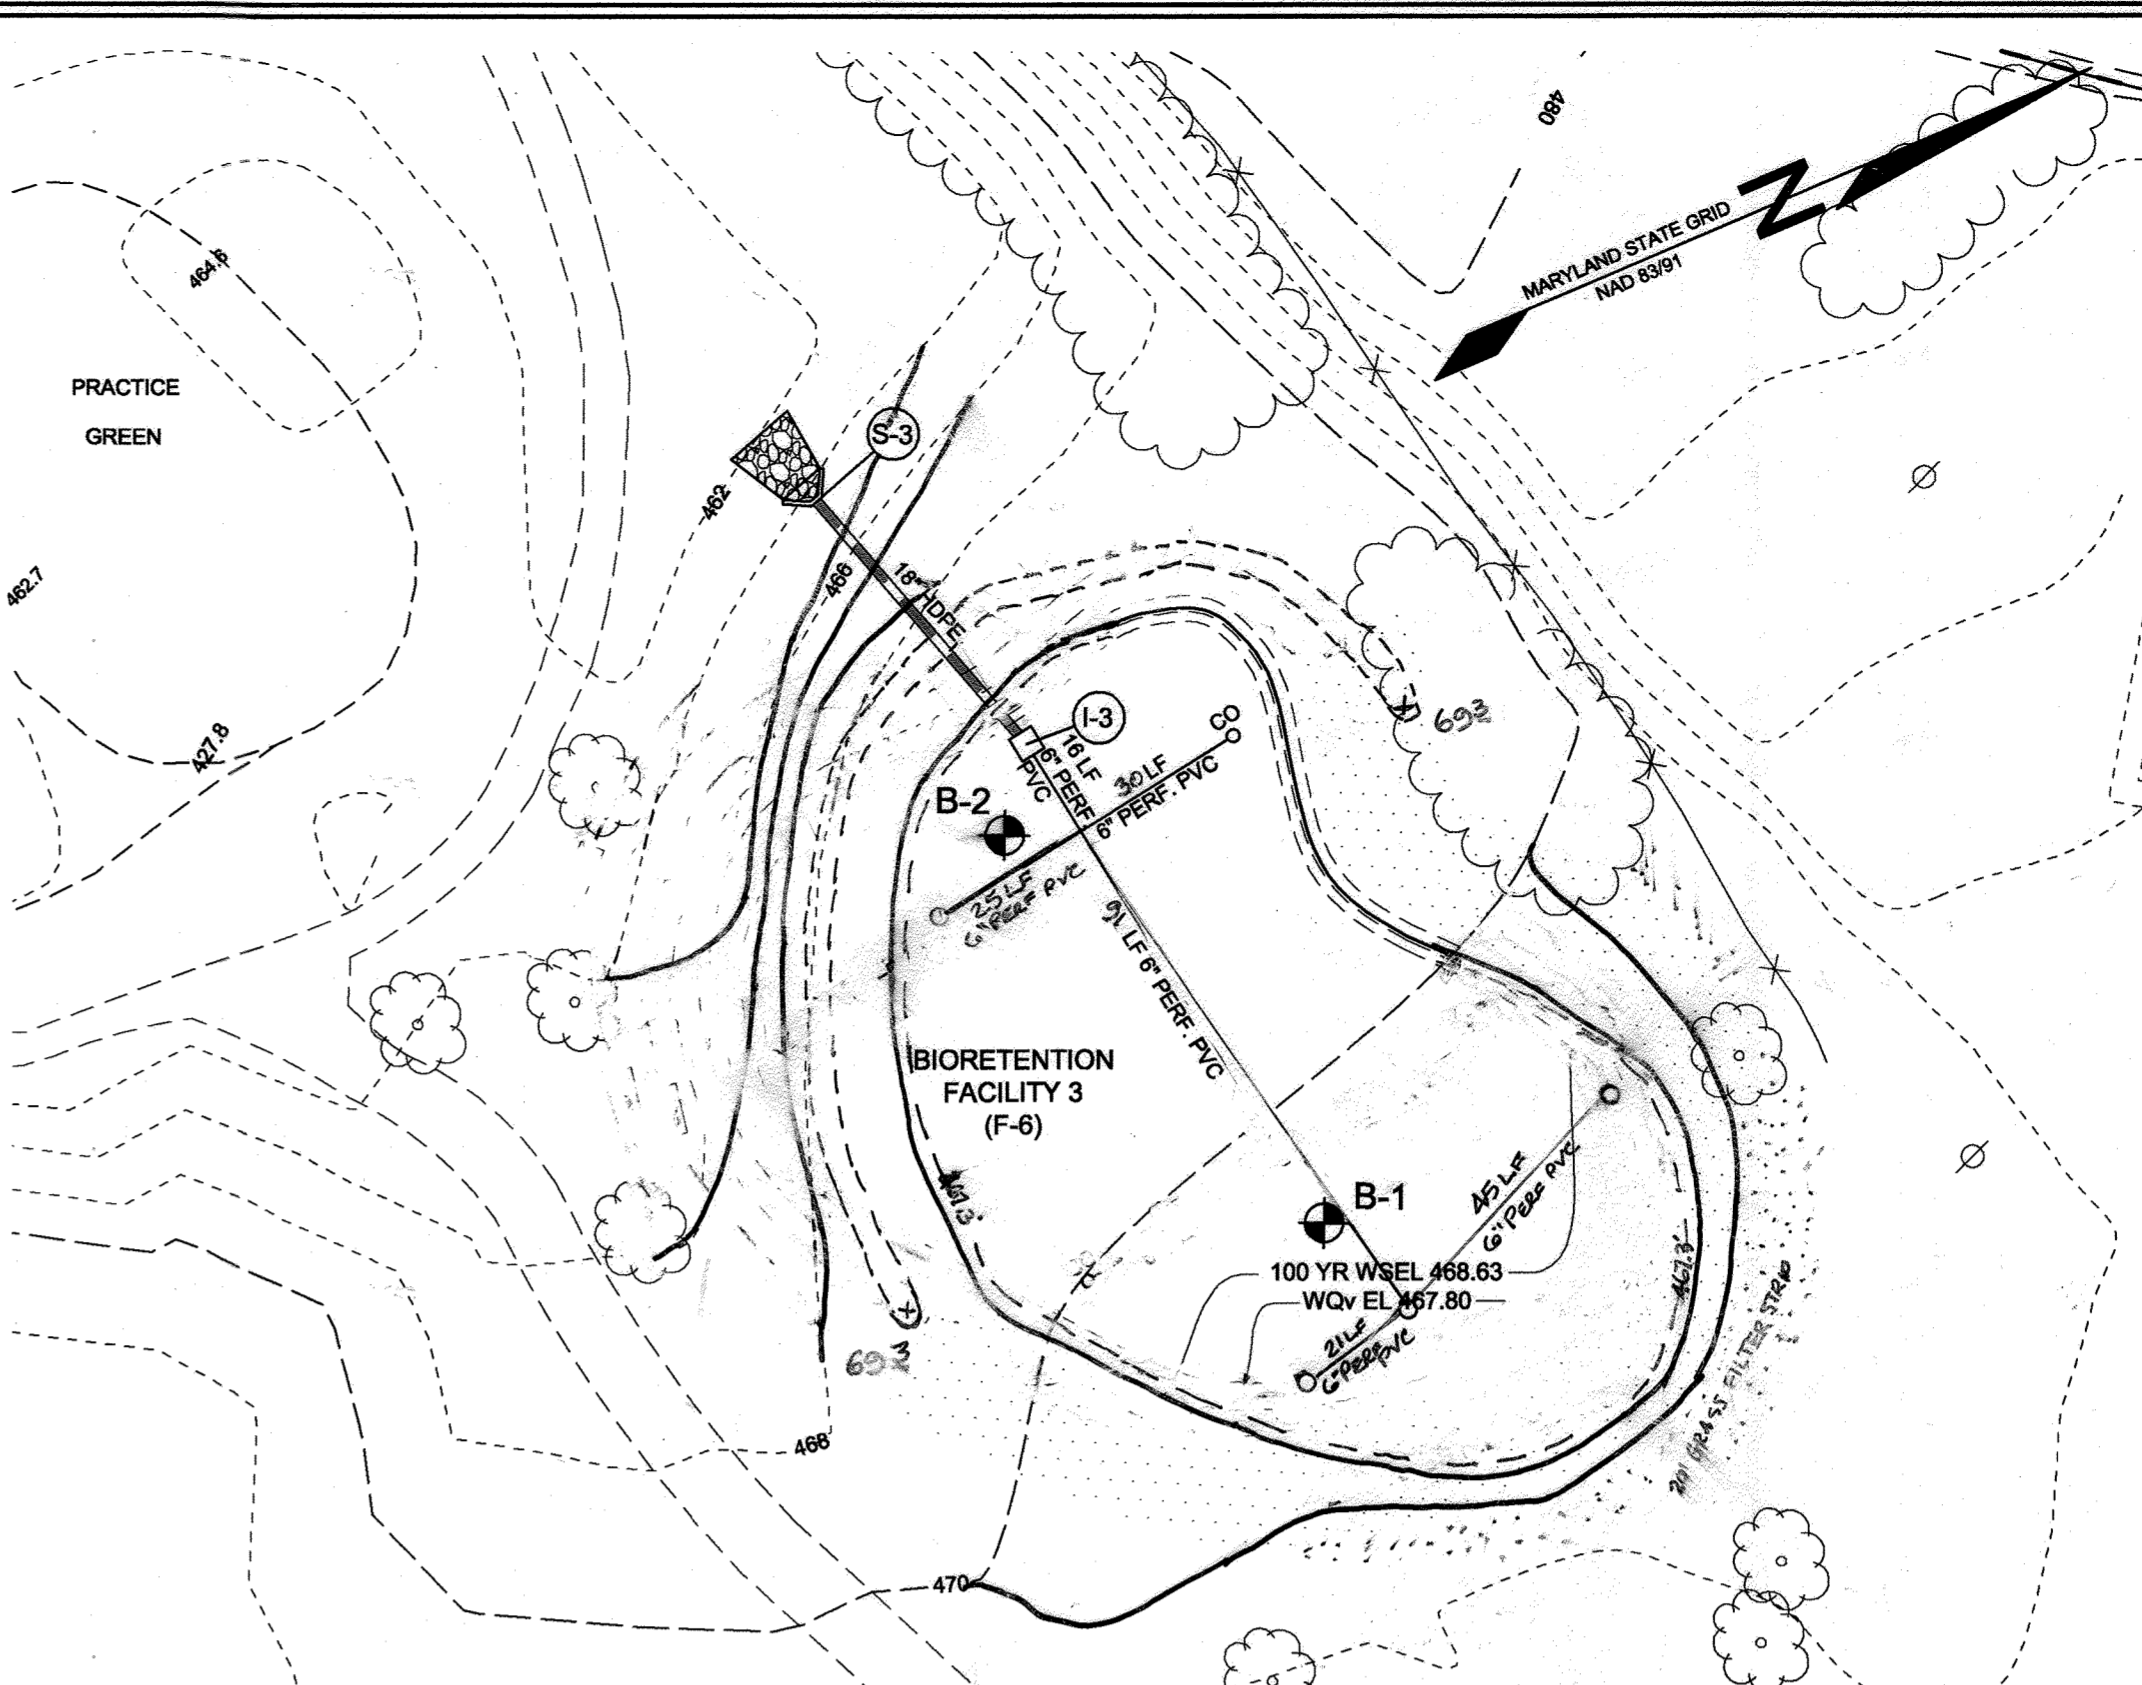 480
MARYLAND STATE GRID
NAD 83/91
N
464.6
PRACTICE
GREEN
S-3
462
466
18" HDPE
462.7
427.8
I-3
CO
693
16 LF
6" PERF
PVC
30 LF
6" PERF. PVC
B-2
25 LF
6" PERF PVC
91 LF 6" PERF. PVC
BIORETENTION
FACILITY 3
(F-6)
B-1
45 LF
6" PERF PVC
100 YR WSEL 468.63
WQv EL 467.80
467.3
21 LF
6" PERF PVC
20' GRASS FILTER STRIP
693
468
470